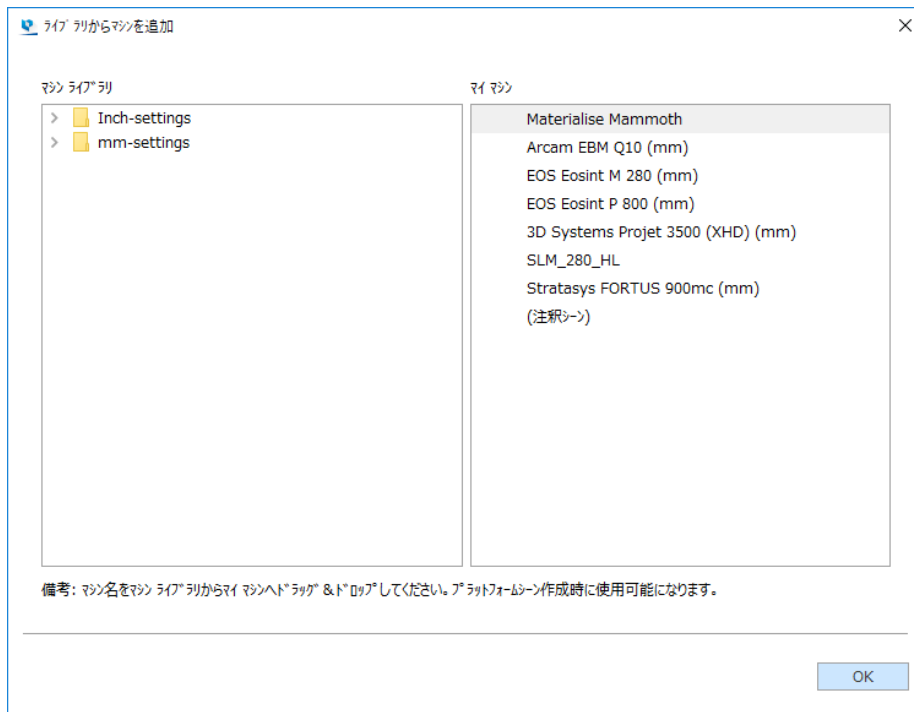 ﾗｲﾌﾞﾗﾘからﾏｼﾝを追加
ﾏｼﾝ ﾗｲﾌﾞﾗﾘ
ﾏｲ ﾏｼﾝ
Inch-settings
mm-settings
Materialise Mammoth
Arcam EBM Q10 (mm)
EOS Eosint M 280 (mm)
EOS Eosint P 800 (mm)
3D Systems Projet 3500 (XHD) (mm)
SLM_280_HL
Stratasys FORTUS 900mc (mm)
(注釈ｼｰﾝ)
備考: ﾏｼﾝ名をﾏｼﾝ ﾗｲﾌﾞﾗﾘからﾏｲ ﾏｼﾝへﾄﾞﾗｯｸﾞ&ﾄﾞﾛｯﾌﾟしてください。ﾌﾟﾗｯﾄﾌｫｰﾑｼｰﾝ作成時に使用可能になります。
OK